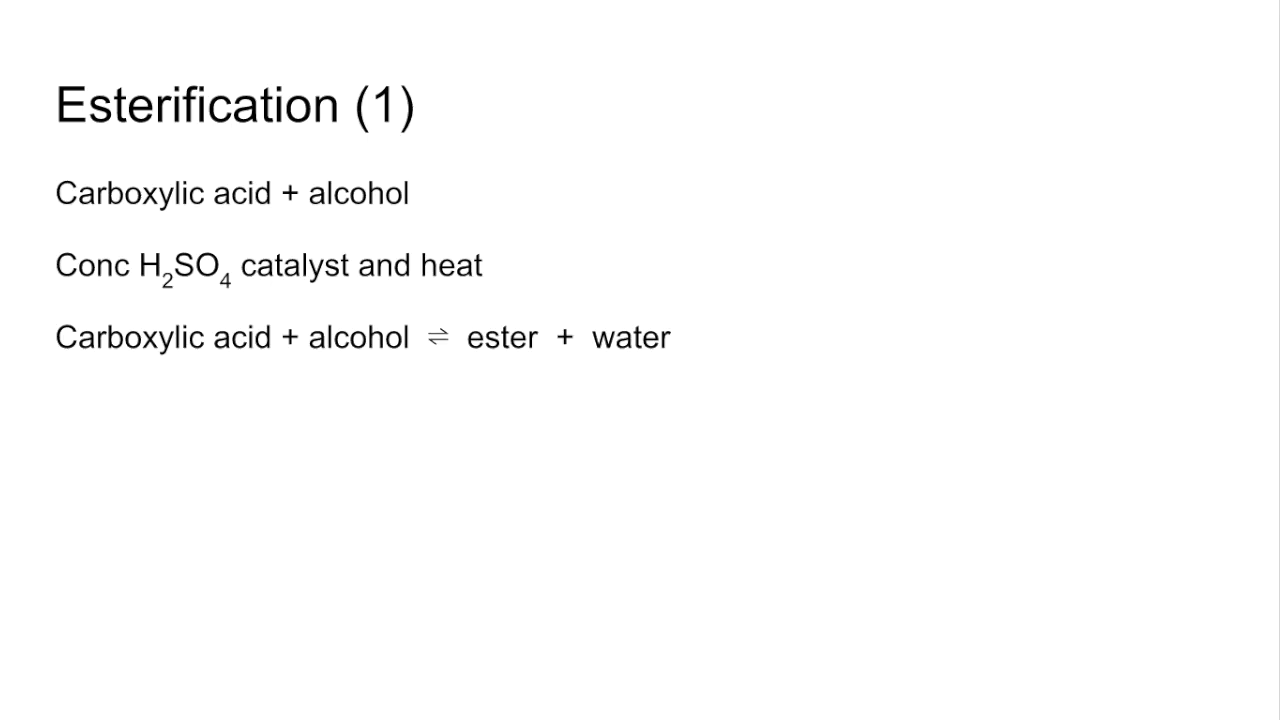 Esterification (1)
Carboxylic acid + alcohol
Conc H₂SO₄ catalyst and heat
Carboxylic acid + alcohol ⇌ ester + water